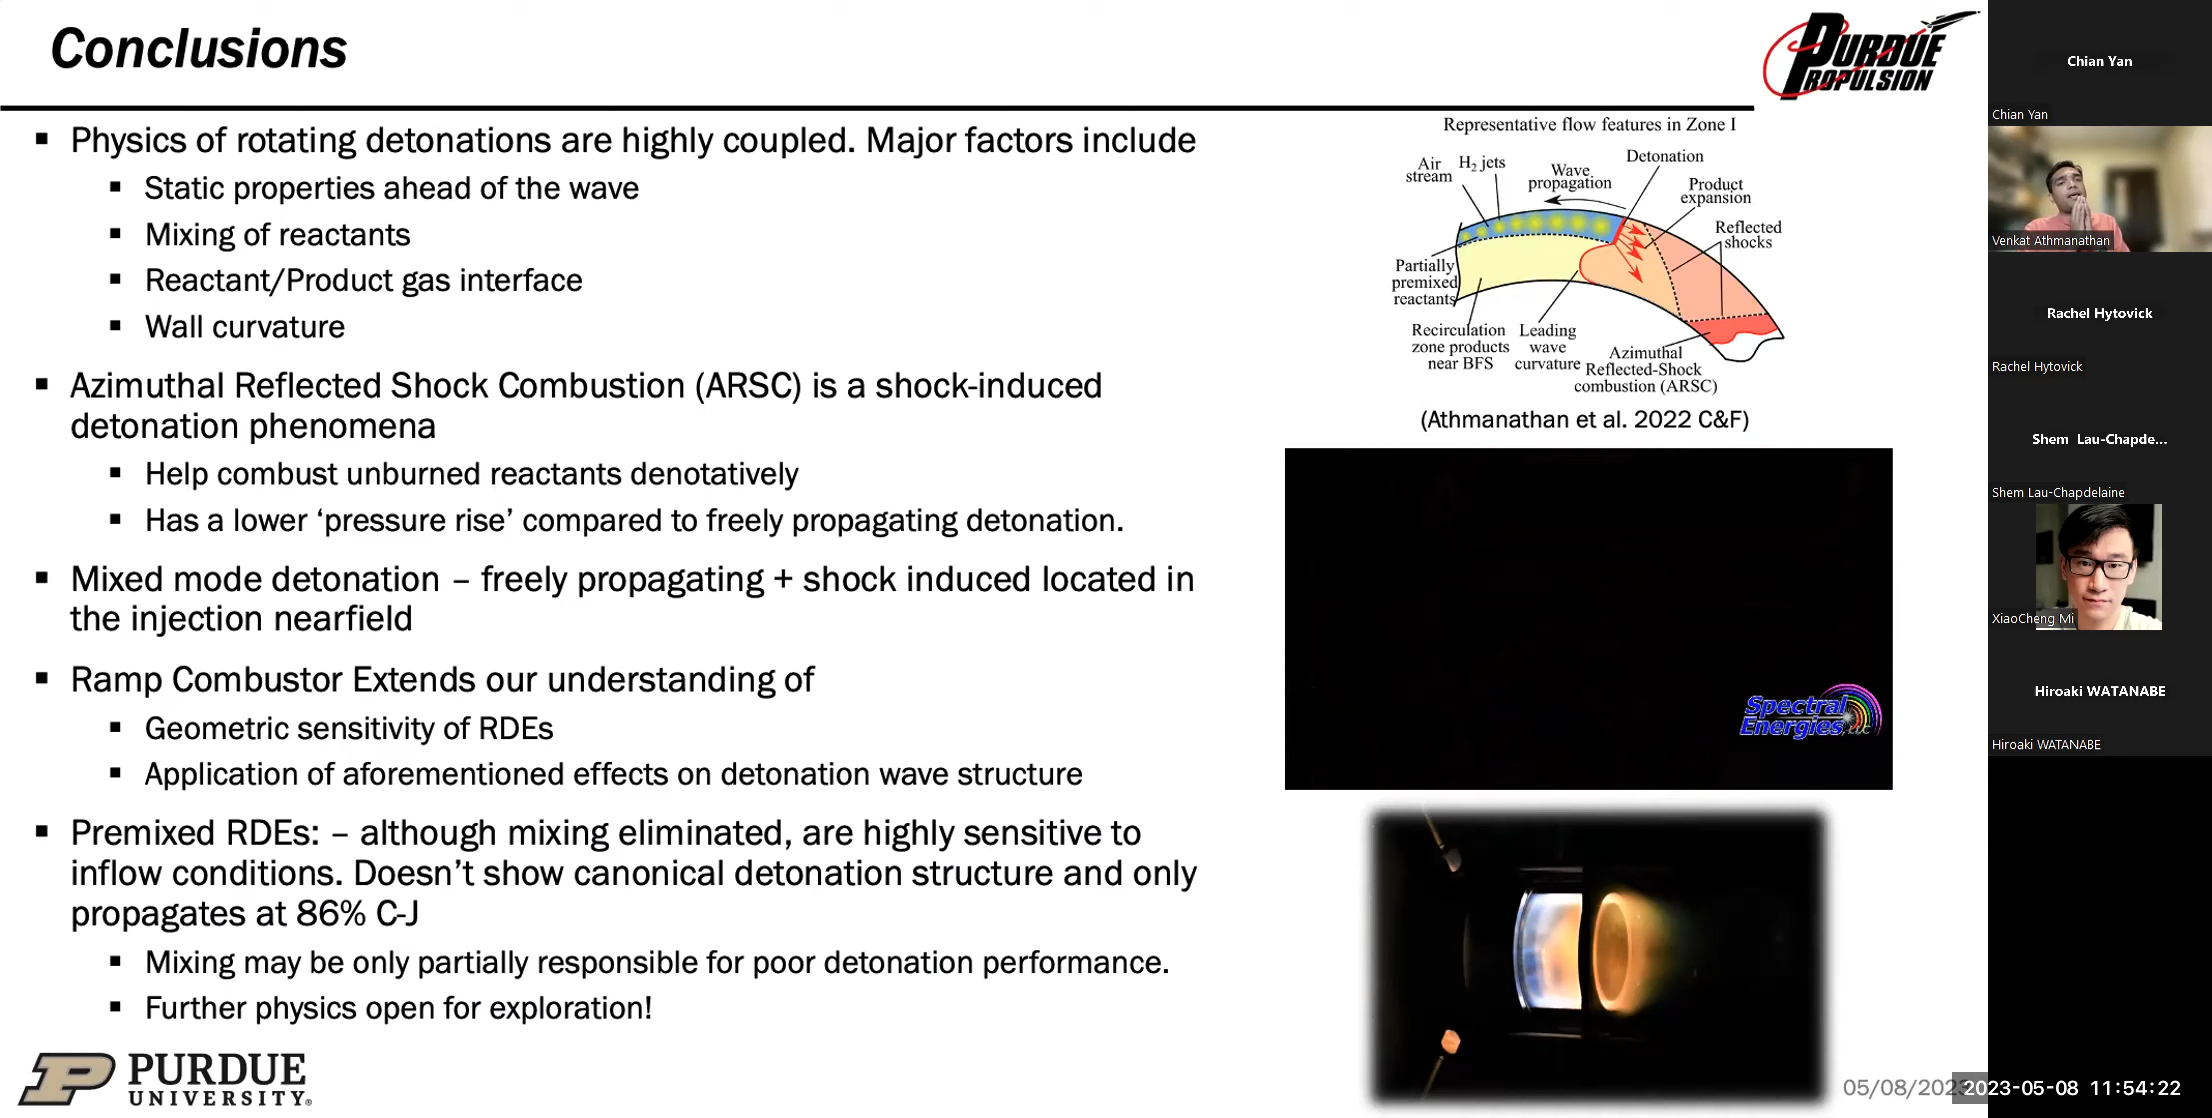 Conclusions
PURDUE
PROPULSION
Physics of rotating detonations are highly coupled. Major factors include
Static properties ahead of the wave
Mixing of reactants
Reactant/Product gas interface
Wall curvature
Azimuthal Reflected Shock Combustion (ARSC) is a shock-induced
detonation phenomena
Help combust unburned reactants denotatively
Has a lower ‘pressure rise’ compared to freely propagating detonation.
Mixed mode detonation – freely propagating + shock induced located in
the injection nearfield
Ramp Combustor Extends our understanding of
Geometric sensitivity of RDEs
Application of aforementioned effects on detonation wave structure
Premixed RDEs: – although mixing eliminated, are highly sensitive to
inflow conditions. Doesn’t show canonical detonation structure and only
propagates at 86% C-J
Mixing may be only partially responsible for poor detonation performance.
Further physics open for exploration!
PURDUE
UNIVERSITY®
Representative flow features in Zone I
Air
stream
H2 jets
Wave
propagation
Detonation
Product
expansion
Reflected
shocks
Partially
premixed
reactants
Recirculation
zone products
near BFS
Leading
wave
curvature
Azimuthal
Reflected-Shock
combustion (ARSC)
(Athmanathan et al. 2022 C&F)
Spectral
Energies, LLC
05/08/2023
2023-05-08 11:54:22
Chian Yan
Chian Yan
Venkat Athmanathan
Rachel Hytovick
Rachel Hytovick
Shem Lau-Chapde...
Shem Lau-Chapdelaine
XiaoCheng Mi
Hiroaki WATANABE
Hiroaki WATANABE